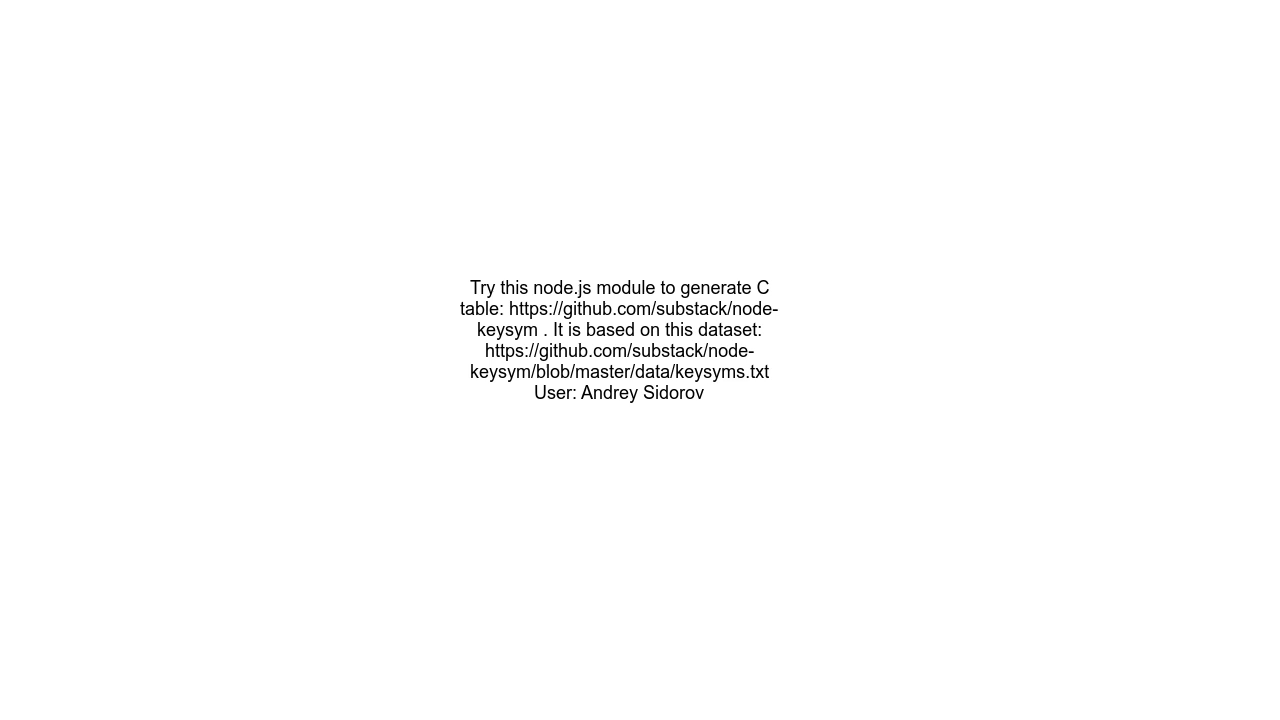 Try this node.js module to generate C
table: https://github.com/substack/node-
keysym . It is based on this dataset:
https://github.com/substack/node-
keysym/blob/master/data/keysyms.txt
User: Andrey Sidorov